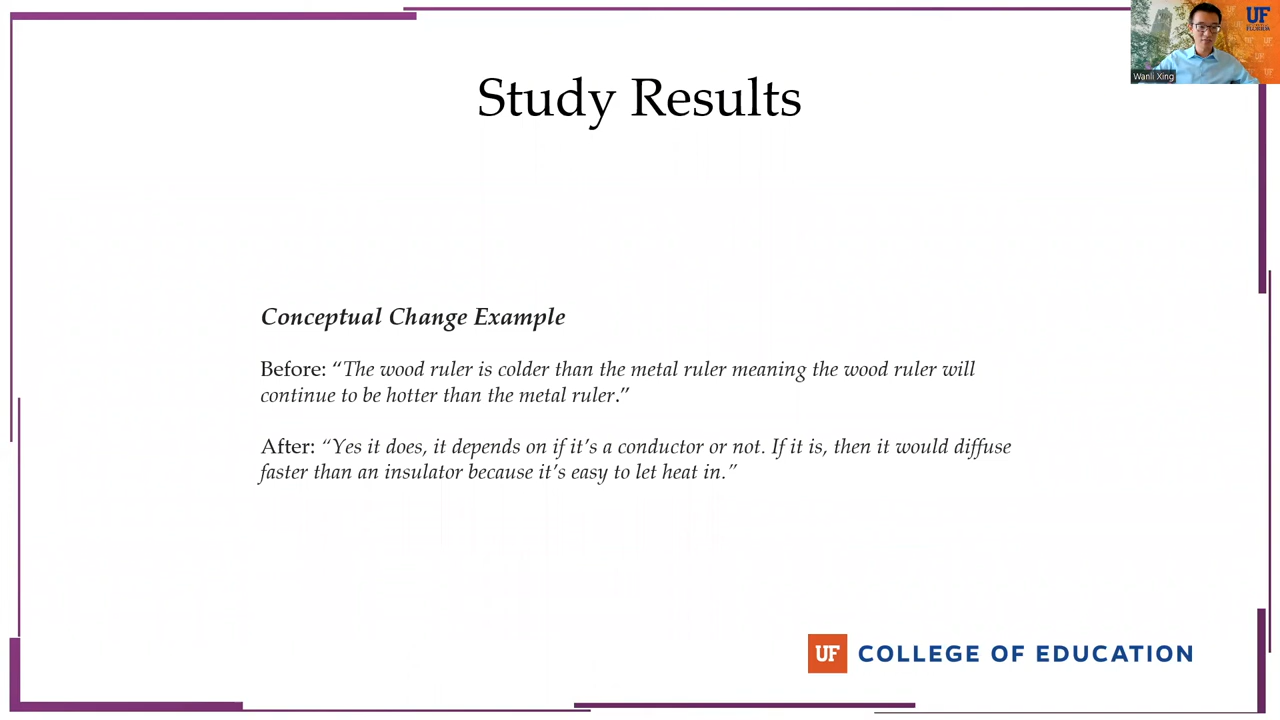 UF
Wanli Xing
Study Results
Conceptual Change Example
Before: “The wood ruler is colder than the metal ruler meaning the wood ruler will
continue to be hotter than the metal ruler.”
After: “Yes it does, it depends on if it’s a conductor or not. If it is, then it would diffuse
faster than an insulator because it’s easy to let heat in.”
UF COLLEGE OF EDUCATION